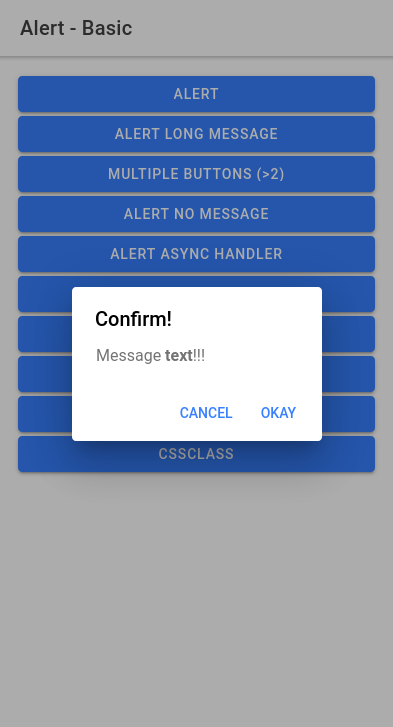 Alert - Basic
ALERT
ALERT LONG MESSAGE
MULTIPLE BUTTONS (>2)
ALERT NO MESSAGE
ALERT ASYNC HANDLER
Confirm!
Message text!!!
CANCEL OKAY
CSSCLASS